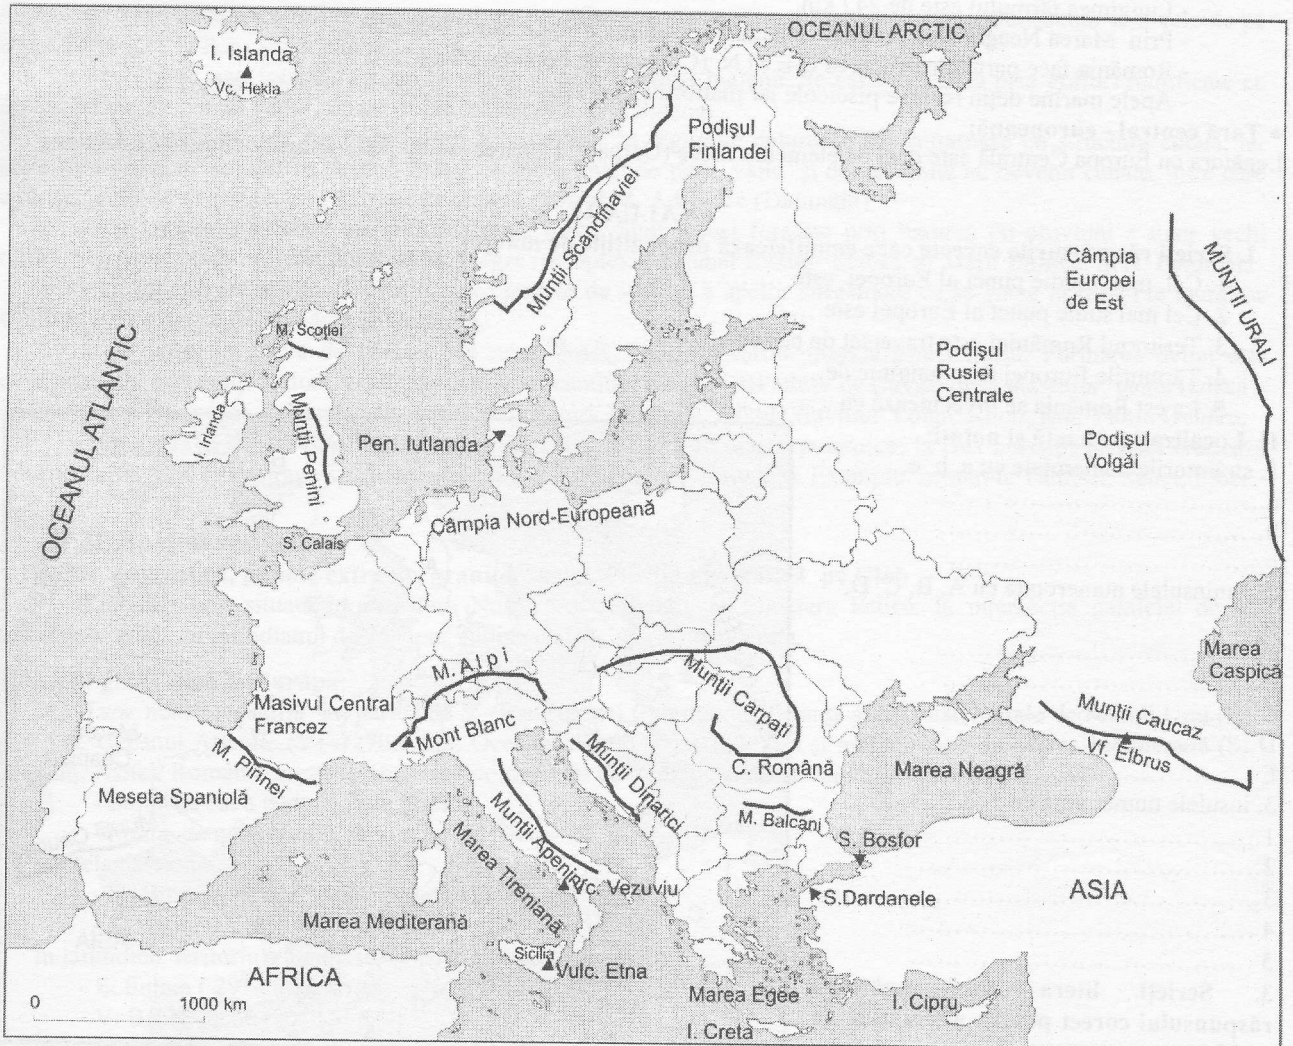 OCEANUL ARCTIC
I. Islanda
Vc. Hekla
Podişul
Finlandei
Munţii Scandinaviei
Câmpia
Europei
de Est
MUNTII URALI
M. Scoţiei
OCEANUL ATLANTIC
Podişul
Rusiei
Centrale
I. Irlanda
Munţii Penini
Pen. Iutlanda
Podişul
Volgăi
Câmpia Nord-Europeană
S. Calais
Marea
Caspică
M. Alpi
Munţii Carpaţi
Masivul Central
Francez
Mont Blanc
Munţii Caucaz
Vf. Elbrus
M. Pirinei
Munţii Dinarici
C. Română
Marea Neagră
Meseta Spaniolă
Munţii Apenini
M. Balcani
Marea Tireniană
S. Bosfor
Vc. Vezuviu
S.Dardanele
ASIA
Marea Mediterană
Sicilia
Vulc. Etna
AFRICA
Marea Egee
I. Cipru
0
1000 km
I. Creta